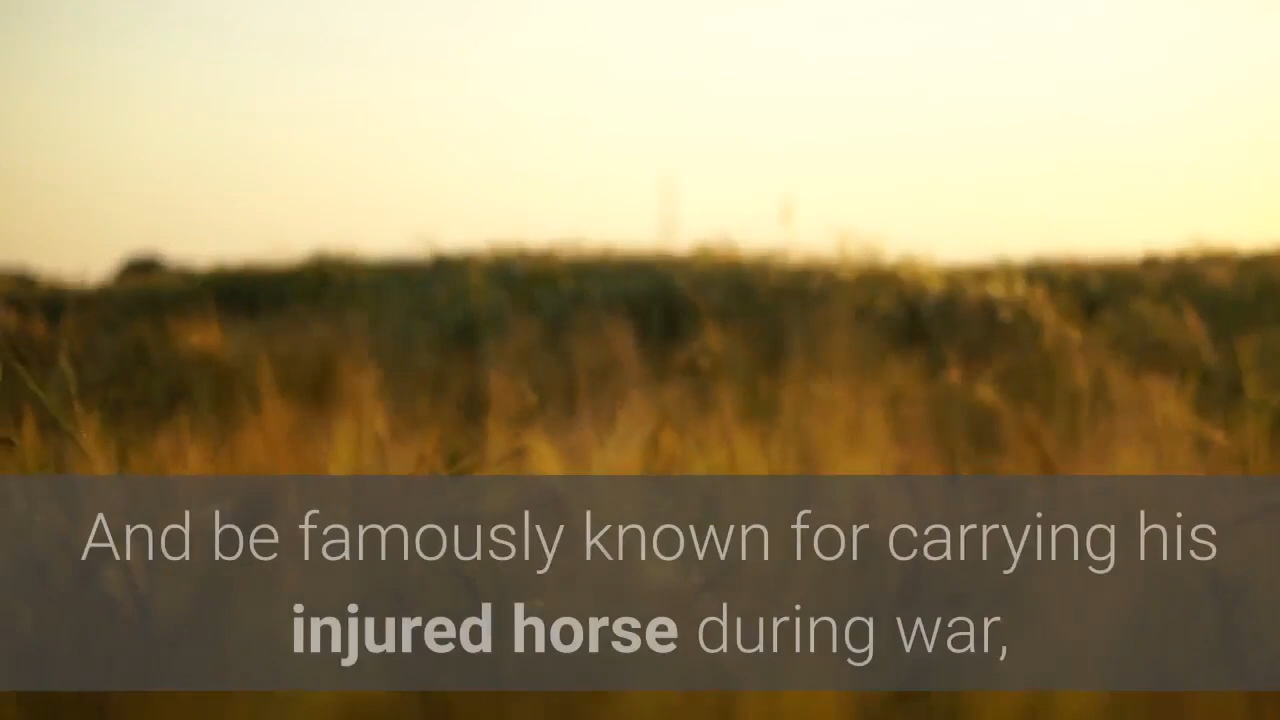 And be famously known for carrying his
injured horse during war,